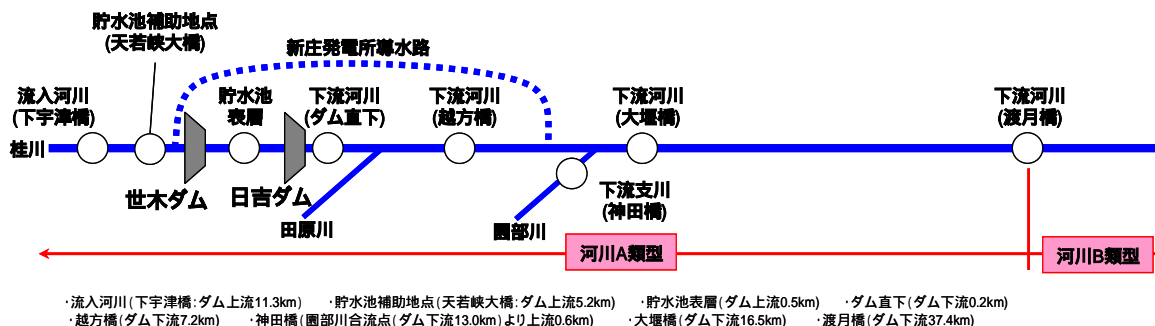 貯水池補助地点
(天若峡大橋)
新庄発電所導水路
流入河川
(下宇津橋)
貯水池
表層
下流河川
(ダム直下)
下流河川
(越方橋)
下流河川
(大堰橋)
下流河川
(渡月橋)
桂川
世木ダム
日吉ダム
田原川
園部川
下流支川
(神田橋)
河川A類型
河川B類型
・流入河川(下宇津橋:ダム上流11.3km) ・貯水池補助地点(天若峡大橋:ダム上流5.2km) ・貯水池表層(ダム上流0.5km) ・ダム直下(ダム下流0.2km)
・越方橋(ダム下流7.2km) ・神田橋(園部川合流点(ダム下流13.0km)より上流0.6km) ・大堰橋(ダム下流16.5km) ・渡月橋(ダム下流37.4km)